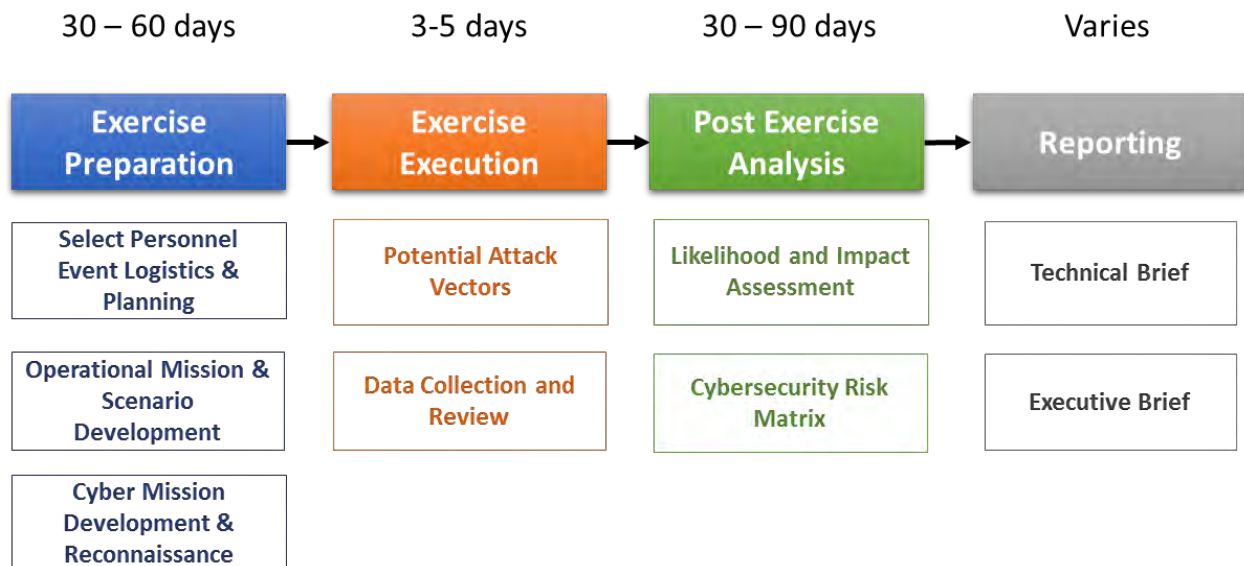 30 – 60 days
3-5 days
30 – 90 days
Varies
Exercise
Preparation
Exercise
Execution
Post Exercise
Analysis
Reporting
Select Personnel
Event Logistics &
Planning
Potential Attack
Vectors
Likelihood and Impact
Assessment
Technical Brief
Operational Mission &
Scenario
Development
Data Collection and
Review
Cybersecurity Risk
Matrix
Executive Brief
Cyber Mission
Development &
Reconnaissance